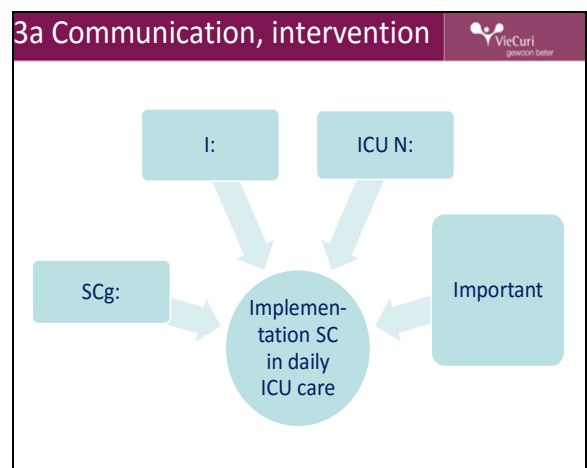 3a Communication, intervention
VieCuri
gewoon beter
I:
ICU N:
SCg:
Implemen-
tation SC
in daily
ICU care
Important